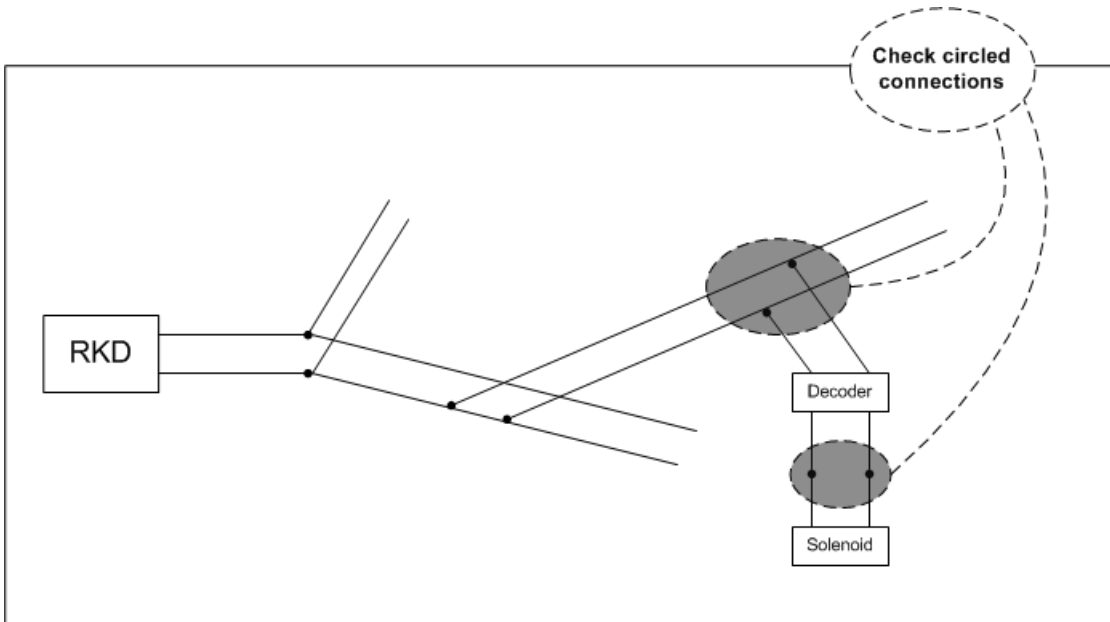 Check circled
connections
RKD
Decoder
Solenoid